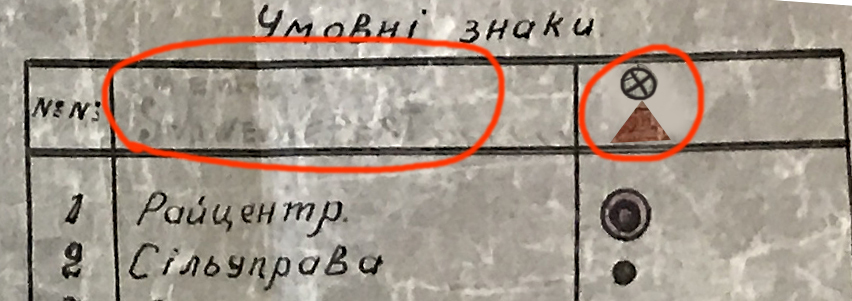 Умовні знаки
№№
1 Райцентр.
2 Сільуправа